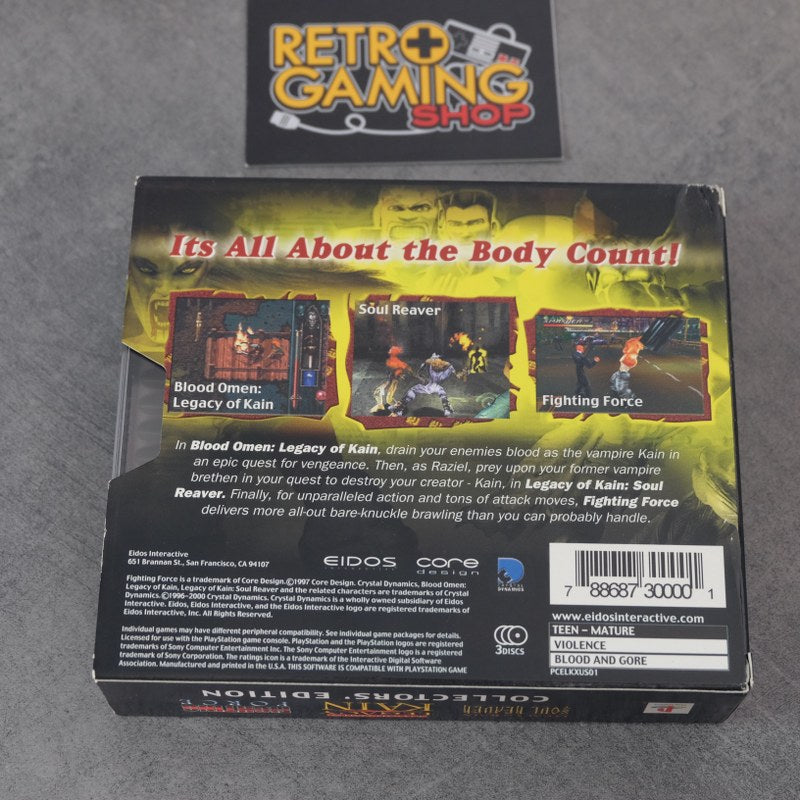 RETRO
GAMING
SHOP
Its All About the Body Count!
Blood Omen:
Legacy of Kain
Soul Reaver
Fighting Force
In Blood Omen: Legacy of Kain, drain your enemies blood as the vampire Kain in
an epic quest for vengeance. Then, as Raziel, prey upon your former vampire
brethen in your quest to destroy your creator - Kain, in Legacy of Kain: Soul
Reaver. Finally, for unparalleled action and tons of attack moves, Fighting Force
delivers more all-out bare-knuckle brawling than you can probably handle.
Eidos Interactive
651 Brannan St., San Francisco, CA 94107
EIDOS
core
design
CRYSTAL
DYNAMICS
Fighting Force is a trademark of Core Design.©1997 Core Design. Crystal Dynamics, Blood Omen:
Legacy of Kain, Legacy of Kain: Soul Reaver and the related characters are trademarks of Crystal
Dynamics.©1996-2000 Crystal Dynamics. Crystal Dynamics is a wholly owned subsidiary of Eidos
Interactive. Eidos, Eidos Interactive, and the Eidos Interactive logo are registered trademarks of
Eidos Interactive, Inc. All Rights Reserved.
Individual games may have different peripheral compatibility. See individual game packages for details.
Licensed for use with the PlayStation game console. PlayStation and the PlayStation logos are registered
trademarks of Sony Computer Entertainment Inc. The Sony Computer Entertainment logo is a registered
trademark of Sony Corporation. The ratings icon is a trademark of the Interactive Digital Software
Association. Manufactured and printed in the U.S.A. THIS SOFTWARE IS COMPATIBLE WITH PLAYSTATION GAME
3DISCS
7 88687 30000 1
www.eidosinteractive.com
TEEN - MATURE
VIOLENCE
BLOOD AND GORE
PCELKXUS01
COLLECTORS' EDITION
SOUL REAVER
KAIN
FORCE